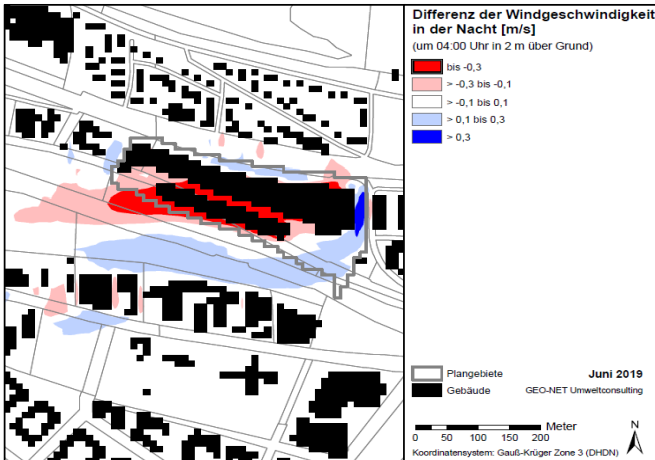 Differenz der Windgeschwindigkeit
in der Nacht [m/s]
(um 04:00 Uhr in 2 m über Grund)
bis -0,3
> -0,3 bis -0,1
> -0,1 bis 0,1
> 0,1 bis 0,3
> 0,3
Plangebiete Juni 2019
Gebäude GEO-NET Umweltconsulting
Meter
0 50 100 150 200
N
Koordinatensystem: Gauß-Krüger Zone 3 (DHDN)